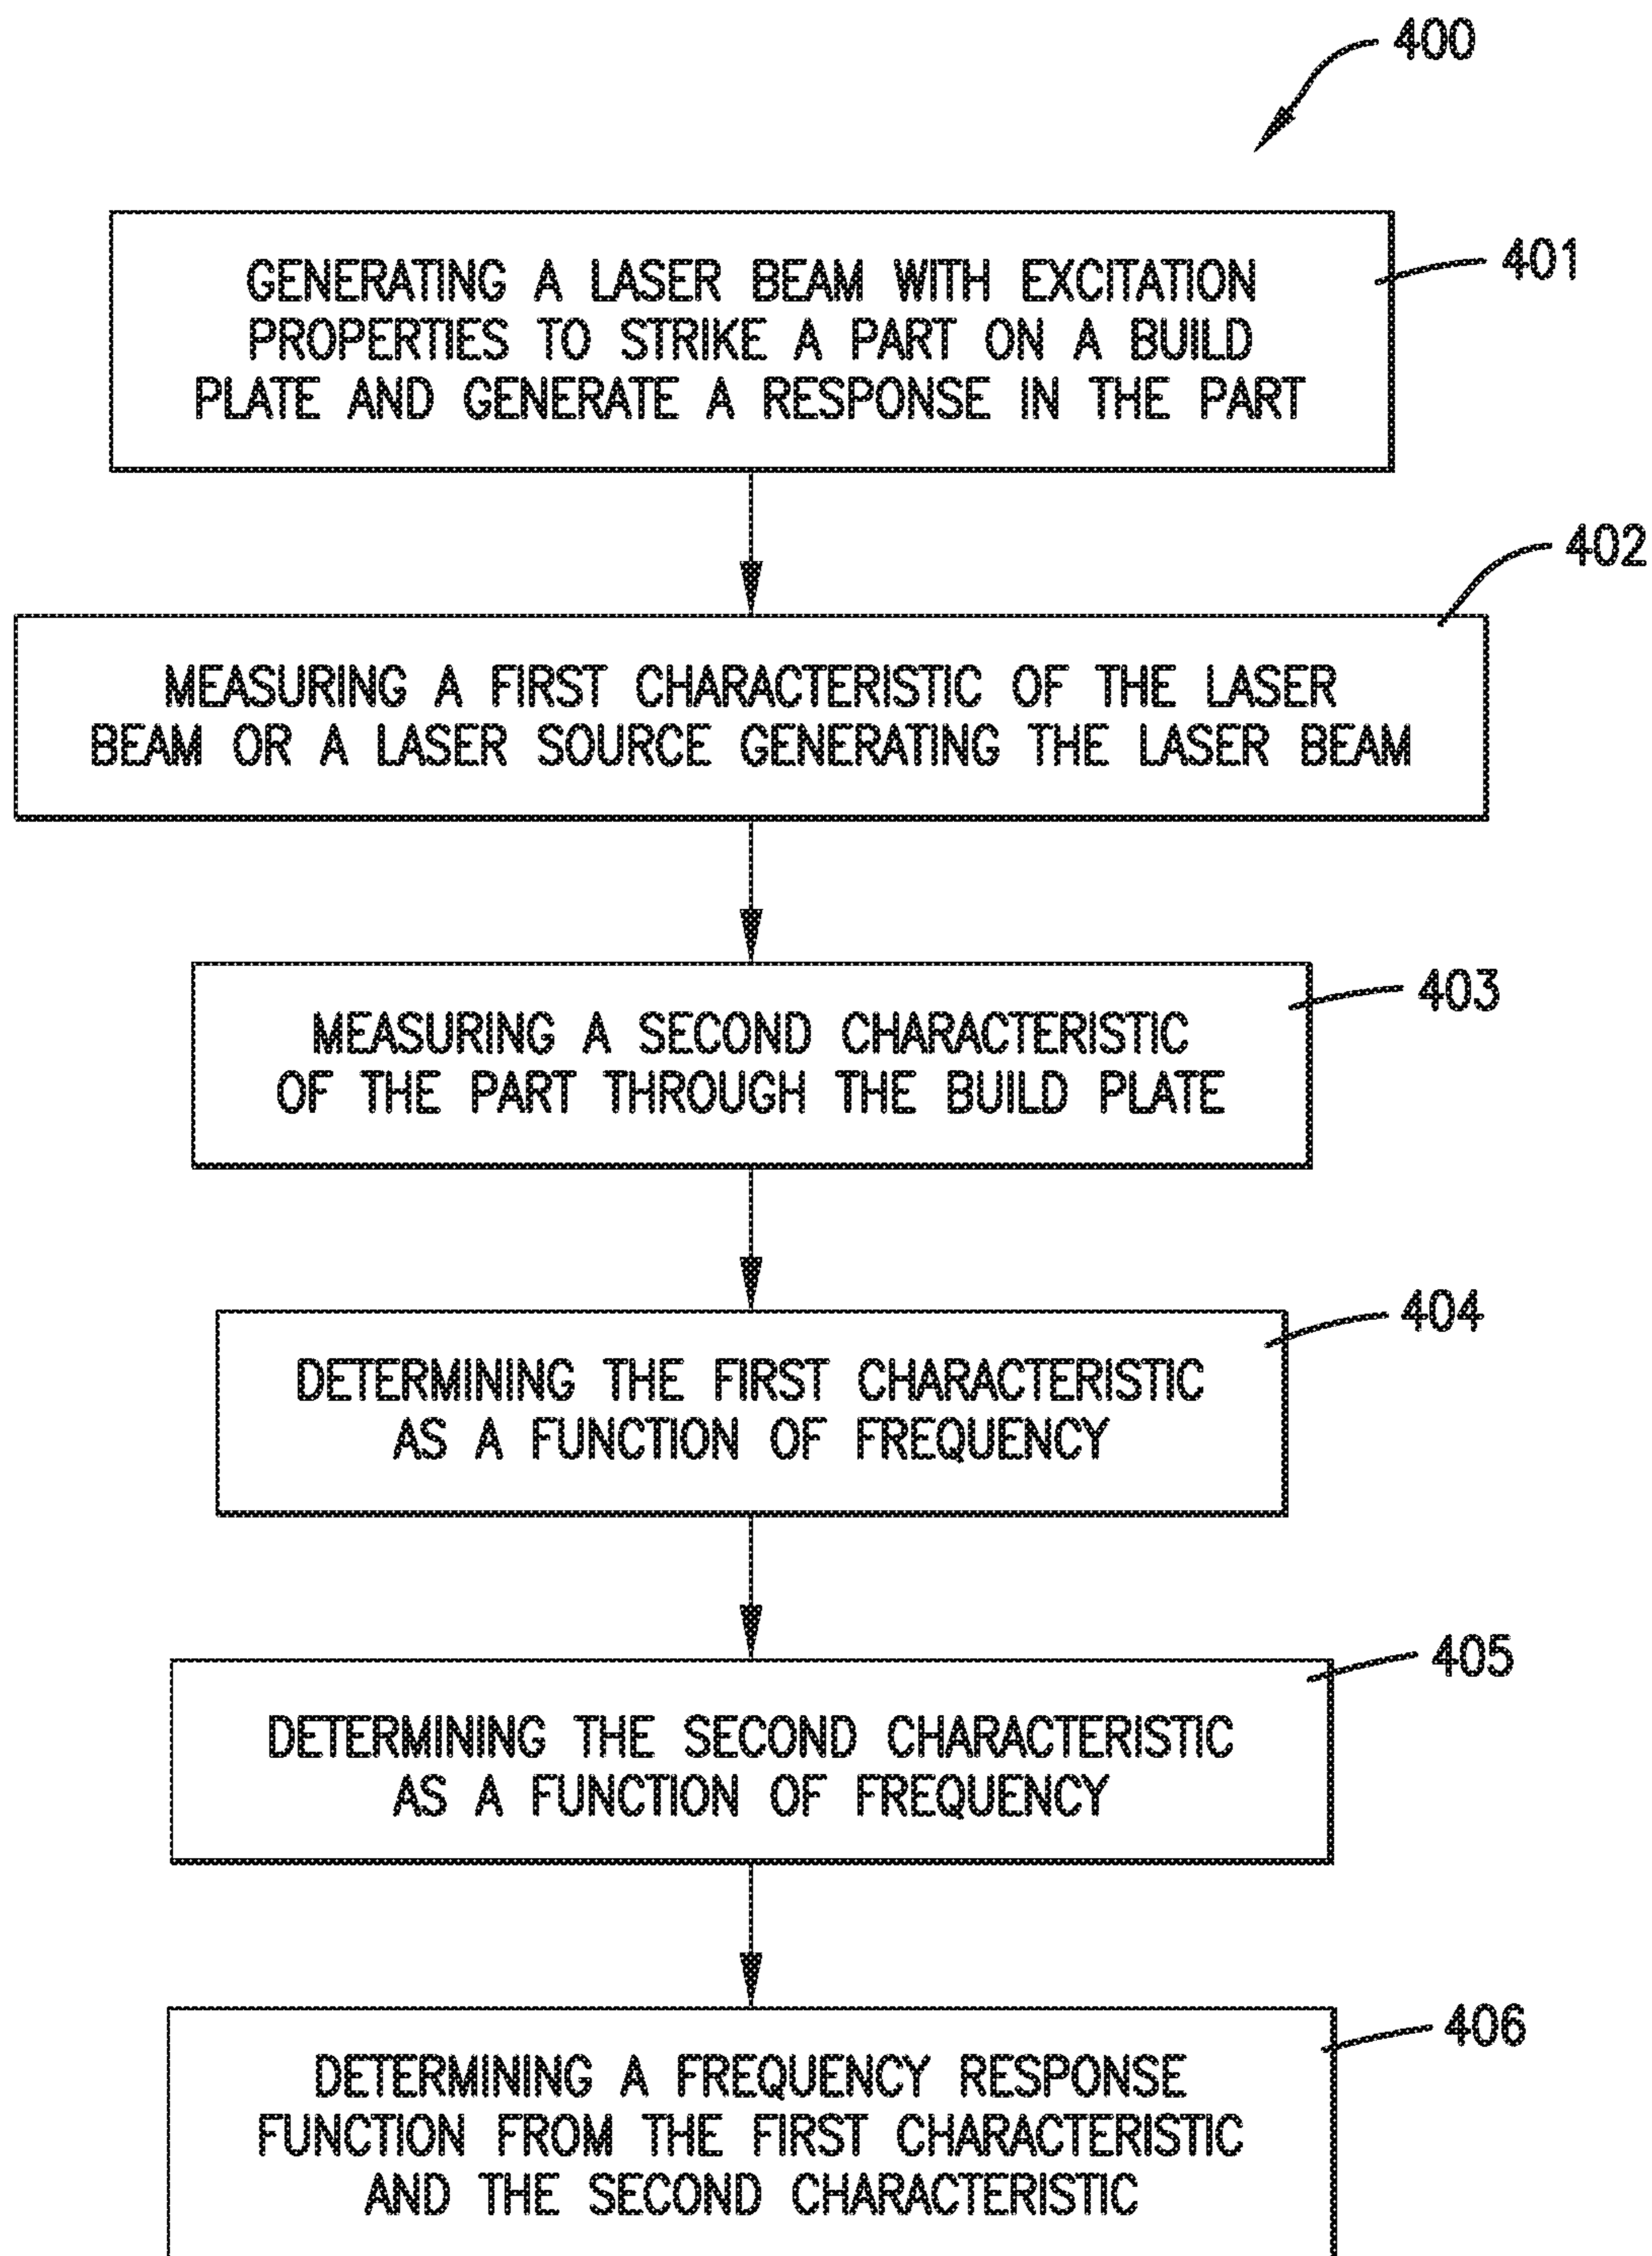 400
GENERATING A LASER BEAM WITH EXCITATION
PROPERTIES TO STRIKE A PART ON A BUILD
PLATE AND GENERATE A RESPONSE IN THE PART
401
MEASURING A FIRST CHARACTERISTIC OF THE LASER
BEAM OR A LASER SOURCE GENERATING THE LASER BEAM
402
MEASURING A SECOND CHARACTERISTIC
OF THE PART THROUGH THE BUILD PLATE
403
DETERMINING THE FIRST CHARACTERISTIC
AS A FUNCTION OF FREQUENCY
404
DETERMINING THE SECOND CHARACTERISTIC
AS A FUNCTION OF FREQUENCY
405
DETERMINING A FREQUENCY RESPONSE
FUNCTION FROM THE FIRST CHARACTERISTIC
AND THE SECOND CHARACTERISTIC
406